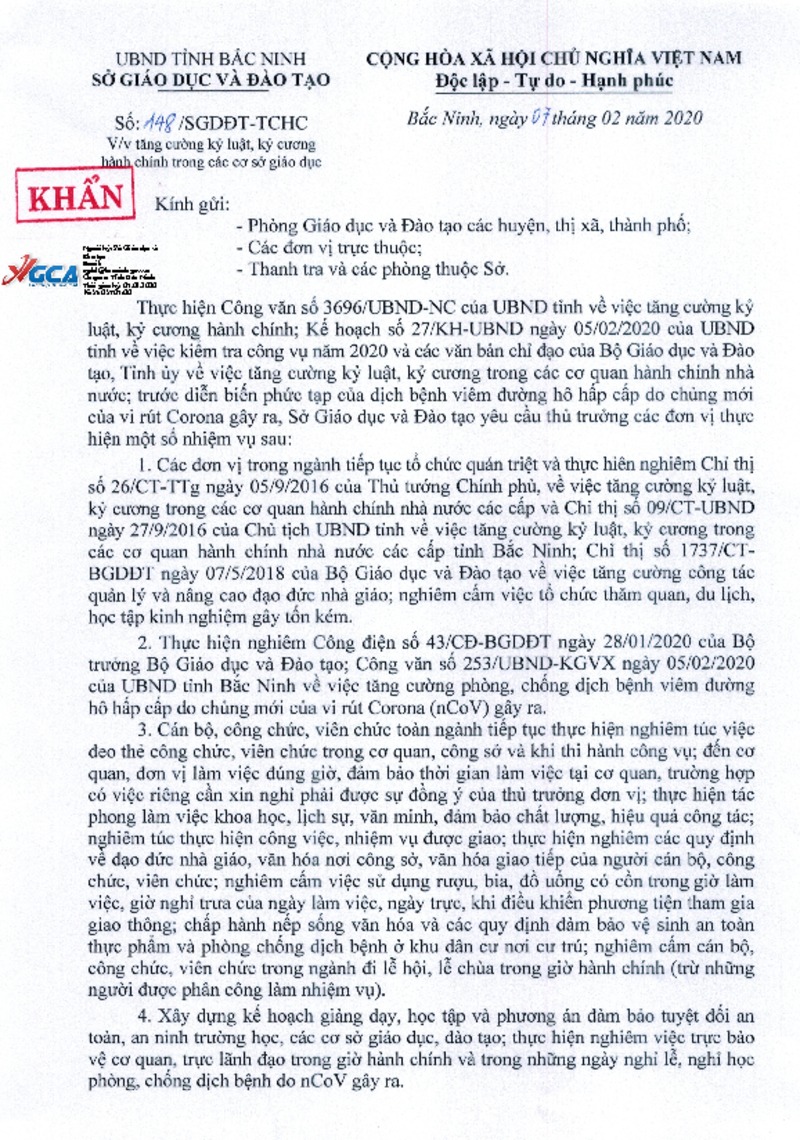 UBND TỈNH BẮC NINH
SỞ GIÁO DỤC VÀ ĐÀO TẠO
CỘNG HÒA XÃ HỘI CHỦ NGHĨA VIỆT NAM
Độc lập - Tự do - Hạnh phúc
Số: 148 /SGDĐT-TCHC
V/v tăng cường kỷ luật, kỷ cương
hành chính trong các cơ sở giáo dục
Bắc Ninh, ngày 07 tháng 02 năm 2020
KHẨN
Kính gửi:
- Phòng Giáo dục và Đào tạo các huyện, thị xã, thành phố;
- Các đơn vị trực thuộc;
- Thanh tra và các phòng thuộc Sở.
GCA
Thực hiện Công văn số 3696/UBND-NC của UBND tỉnh về việc tăng cường kỷ
luật, kỷ cương hành chính; Kế hoạch số 27/KH-UBND ngày 05/02/2020 của UBND
tỉnh về việc kiểm tra công vụ năm 2020 và các văn bản chỉ đạo của Bộ Giáo dục và Đào
tạo, Tỉnh ủy về việc tăng cường kỷ luật, kỷ cương trong các cơ quan hành chính nhà
nước; trước diễn biến phức tạp của dịch bệnh viêm đường hô hấp cấp do chủng mới
của vi rút Corona gây ra, Sở Giáo dục và Đào tạo yêu cầu thủ trưởng các đơn vị thực
hiện một số nhiệm vụ sau:
1. Các đơn vị trong ngành tiếp tục tổ chức quán triệt và thực hiên nghiêm Chỉ thị
số 26/CT-TTg ngày 05/9/2016 của Thủ tướng Chính phủ, về việc tăng cường kỷ luật,
kỷ cương trong các cơ quan hành chính nhà nước các cấp và Chỉ thị số 09/CT-UBND
ngày 27/9/2016 của Chủ tịch UBND tỉnh về việc tăng cường kỷ luật, kỷ cương trong
các cơ quan hành chính nhà nước các cấp tỉnh Bắc Ninh; Chỉ thị số 1737/CT-
BGDĐT ngày 07/5/2018 của Bộ Giáo dục và Đào tạo về việc tăng cường công tác
quản lý và nâng cao đạo đức nhà giáo; nghiêm cấm việc tổ chức thăm quan, du lịch,
học tập kinh nghiệm gây tốn kém.
2. Thực hiện nghiêm Công điện số 43/CĐ-BGDĐT ngày 28/01/2020 của Bộ
trưởng Bộ Giáo dục và Đào tạo; Công văn số 253/UBND-KGVX ngày 05/02/2020
của UBND tỉnh Bắc Ninh về việc tăng cường phòng, chống dịch bệnh viêm đường
hô hấp cấp do chủng mới của vi rút Corona (nCoV) gây ra.
3. Cán bộ, công chức, viên chức toàn ngành tiếp tục thực hiện nghiêm túc việc
đeo thẻ công chức, viên chức trong cơ quan, công sở và khi thi hành công vụ; đến cơ
quan, đơn vị làm việc đúng giờ, đảm bảo thời gian làm việc tại cơ quan, trường hợp
có việc riêng cần xin nghỉ phải được sự đồng ý của thủ trưởng đơn vị; thực hiện tác
phong làm việc khoa học, lịch sự, văn minh, đảm bảo chất lượng, hiệu quả công tác;
nghiêm túc thực hiện công việc, nhiệm vụ được giao; thực hiện nghiêm các quy định
về đạo đức nhà giáo, văn hóa nơi công sở, văn hóa giao tiếp của người cán bộ, công
chức, viên chức; nghiêm cấm việc sử dụng rượu, bia, đồ uống có cồn trong giờ làm
việc, giờ nghỉ trưa của ngày làm việc, ngày trực, khi điều khiển phương tiện tham gia
giao thông; chấp hành nếp sống văn hóa và các quy định đảm bảo vệ sinh an toàn
thực phẩm và phòng chống dịch bệnh ở khu dân cư nơi cư trú; nghiêm cấm cán bộ,
công chức, viên chức trong ngành đi lễ hội, lễ chùa trong giờ hành chính (trừ những
người được phân công làm nhiệm vụ).
4. Xây dựng kế hoạch giảng dạy, học tập và phương án đảm bảo tuyệt đối an
toàn, an ninh trường học, các cơ sở giáo dục, đào tạo; thực hiện nghiêm việc trực bảo
vệ cơ quan, trực lãnh đạo trong giờ hành chính và trong những ngày nghỉ lễ, nghỉ học
phòng, chống dịch bệnh do nCoV gây ra.